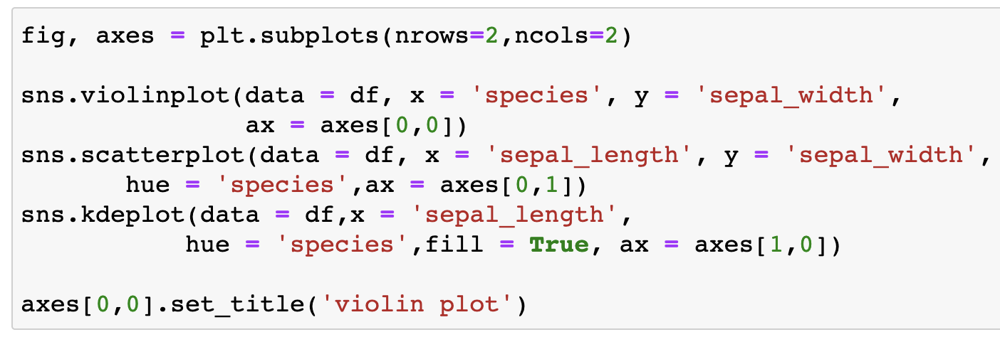 fig, axes = plt.subplots(nrows=2,ncols=2)
sns.violinplot(data = df, x = 'species', y = 'sepal_width',
ax = axes[0,0])
sns.scatterplot(data = df, x = 'sepal_length', y = 'sepal_width',
hue = 'species',ax = axes[0,1])
sns.kdeplot(data = df,x = 'sepal_length',
hue = 'species',fill = True, ax = axes[1,0])
axes[0,0].set_title('violin plot')